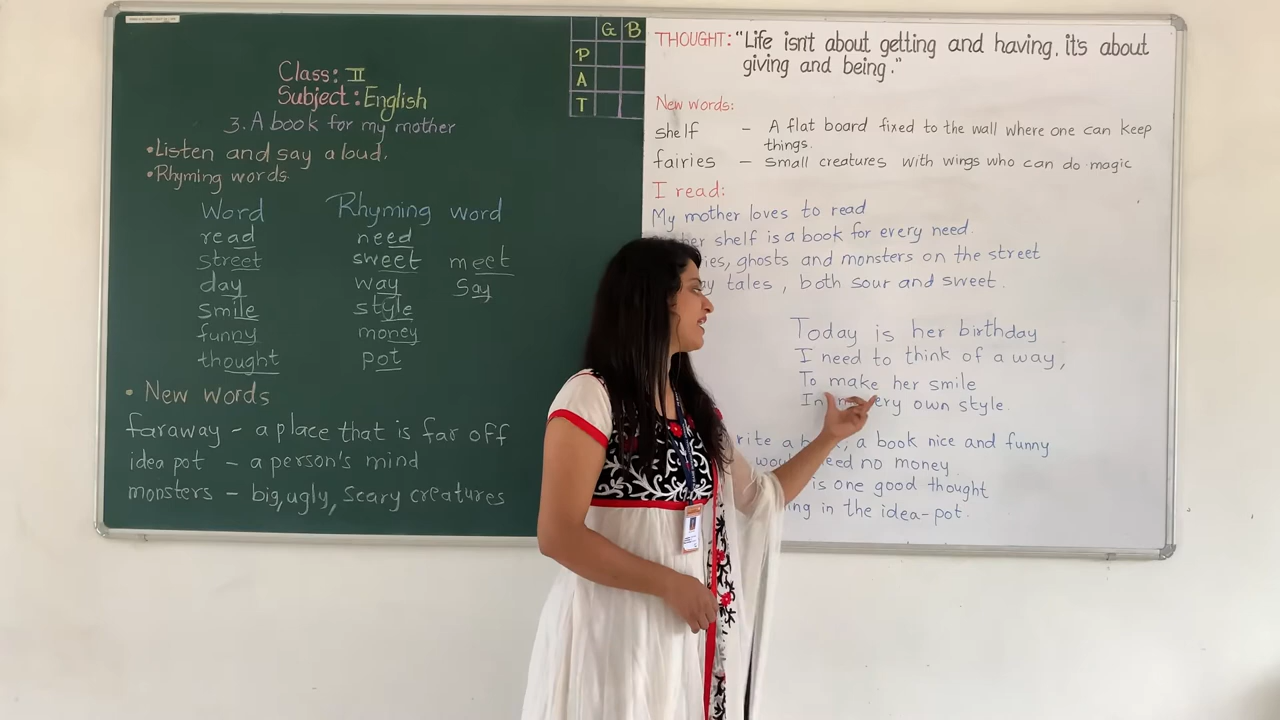 G B
P
A
T
Class: II
Subject: English
3. A book for my mother
• Listen and say aloud.
• Rhyming words.
Word Rhyming word
read need
street sweet meet
day way say
smile style
funny money
thought pot
• New words
faraway - a place that is far off
idea pot - a person's mind
monsters - big, ugly, scary creatures
THOUGHT: "Life isn't about getting and having, it's about
giving and being."
New words:
shelf - A flat board fixed to the wall where one can keep
things.
fairies - small creatures with wings who can do magic
I read:
My mother loves to read
her shelf is a book for every need.
ghosts and monsters on the street
tales, both sour and sweet.
Today is her birthday
I need to think of a way,
To make her smile
In own style.
a book nice and funny
need no money
is one good thought
in the idea-pot.